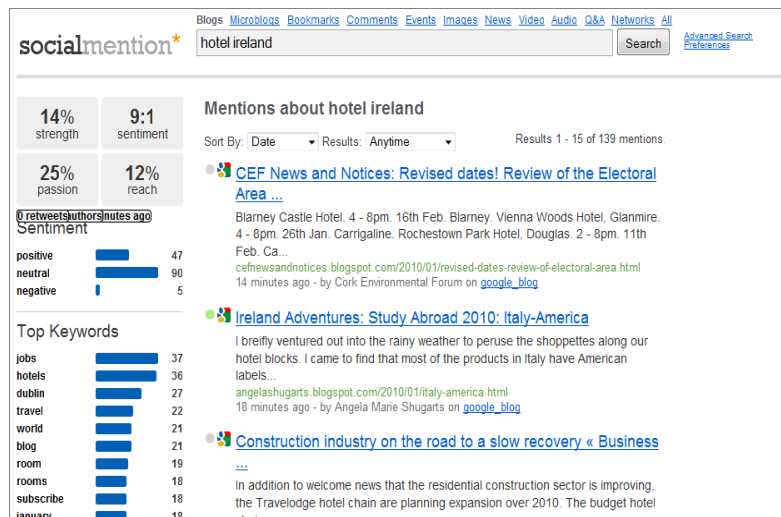 Blogs Microblogs Bookmarks Comments Events Images News Video Audio Q&A Networks All
socialmention*
hotel ireland
Search
Advanced Search
Preferences
14%
strength
9:1
sentiment
25%
passion
12%
reach
0 retweets
uthors
nutes ago
Sentiment
positive 47
neutral 90
negative 5
Top Keywords
jobs 37
hotels 36
dublin 27
travel 22
world 21
blog 21
room 19
rooms 18
subscribe 18
january 18
Mentions about hotel ireland
Sort By: Date Results: Anytime
Results 1 - 15 of 139 mentions.
CEF News and Notices: Revised dates! Review of the Electoral
Area ...
Blarney Castle Hotel. 4 - 8pm. 16th Feb. Blarney. Vienna Woods Hotel, Glanmire.
4 - 8pm. 26th Jan. Carrigaline. Rochestown Park Hotel, Douglas. 2 - 8pm. 11th
Feb. Ca...
cefnewsandnotices.blogspot.com/2010/01/revised-dates-review-of-electoral-area.html
14 minutes ago - by Cork Environmental Forum on google_blog
Ireland Adventures: Study Abroad 2010: Italy-America
I breifly ventured out into the rainy weather to peruse the shoppettes along our
hotel blocks. I came to find that most of the products in Italy have American
labels...
angelashugarts.blogspot.com/2010/01/italy-america.html
18 minutes ago - by Angela Marie Shugarts on google_blog
Construction industry on the road to a slow recovery « Business
...
In addition to welcome news that the residential construction sector is improving,
the Travelodge hotel chain are planning expansion over 2010. The budget hotel